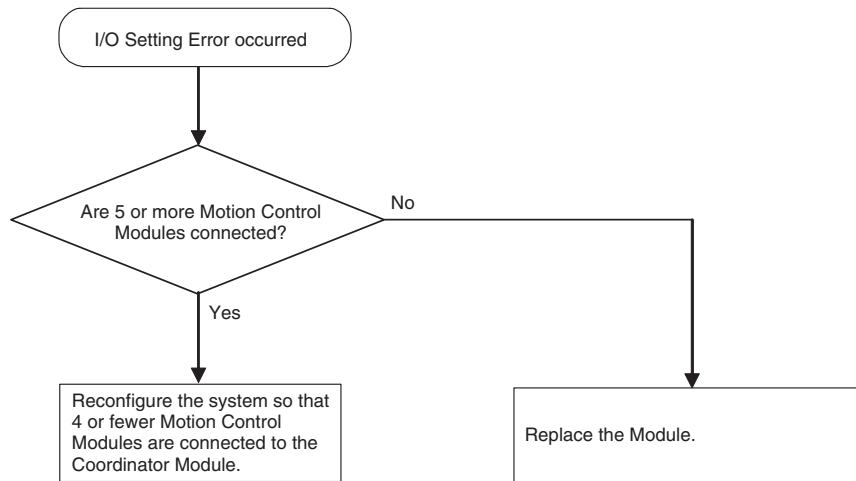 I/O Setting Error occurred
Are 5 or more Motion Control
Modules connected?
No
Yes
Reconfigure the system so that
4 or fewer Motion Control
Modules are connected to the
Coordinator Module.
Replace the Module.